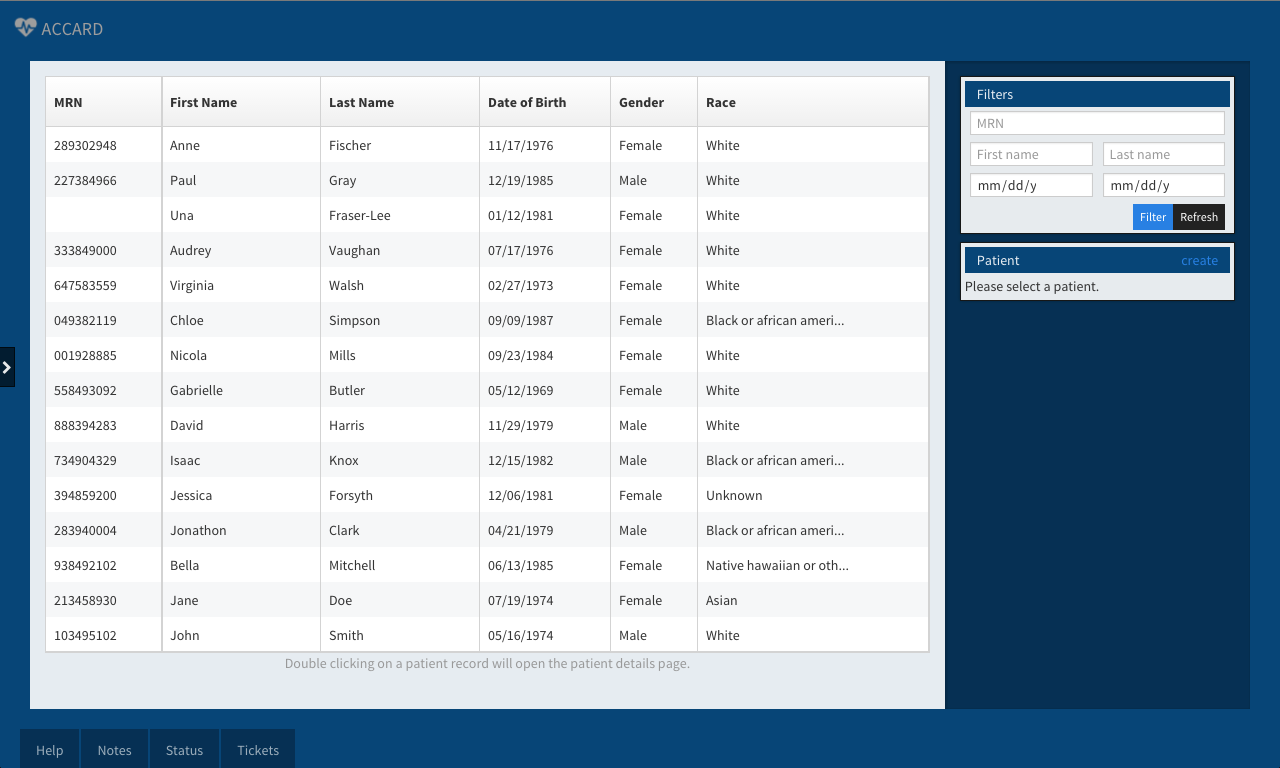 ACCARD
MRN First Name Last Name Date of Birth Gender Race
289302948 Anne Fischer 11/17/1976 Female White
227384966 Paul Gray 12/19/1985 Male White
Una Fraser-Lee 01/12/1981 Female White
333849000 Audrey Vaughan 07/17/1976 Female White
647583559 Virginia Walsh 02/27/1973 Female White
049382119 Chloe Simpson 09/09/1987 Female Black or african ameri...
001928885 Nicola Mills 09/23/1984 Female White
558493092 Gabrielle Butler 05/12/1969 Female White
888394283 David Harris 11/29/1979 Male White
734904329 Isaac Knox 12/15/1982 Male Black or african ameri...
394859200 Jessica Forsyth 12/06/1981 Female Unknown
283940004 Jonathon Clark 04/21/1979 Male Black or african ameri...
938492102 Bella Mitchell 06/13/1985 Female Native hawaiian or oth...
213458930 Jane Doe 07/19/1974 Female Asian
103495102 John Smith 05/16/1974 Male White
Double clicking on a patient record will open the patient details page.
Filters
MRN
First name Last name
mm/dd/y mm/dd/y
Filter Refresh
Patient create
Please select a patient.
Help Notes Status Tickets